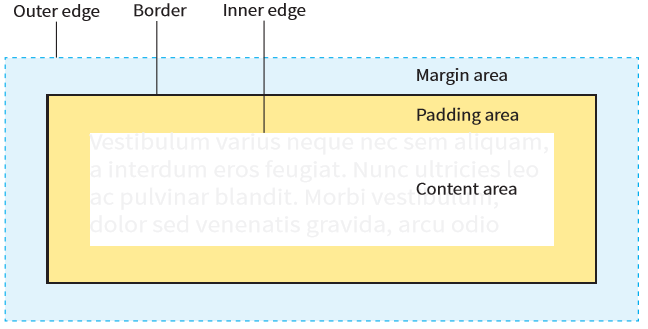 Outer edge
Border
Inner edge
Margin area
Padding area
Vestibulum varius neque nec sem aliquam,
a interdum eros feugiat. Nunc ultricies leo
Content area
ac pulvinar blandit. Morbi vestibulum,
dolor sed venenatis gravida, arcu odio